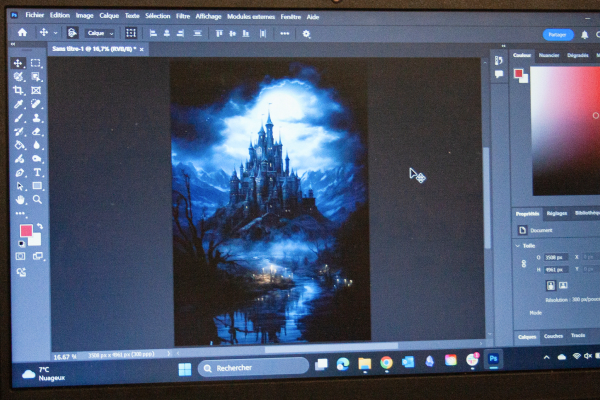 Ps Fichier Edition Image Calque Texte Sélection Filtre Affichage Modules externes Fenêtre Aide
Calque
Partager
Sans titre-1 @ 16,7% (RVB/8) * ×
Couleur Nuancier Dégradés
Propriétés Réglages Bibliothèq
Document
Taille
3508 px X
H 4961 px Y
Résolution : 300 px/pouce
Mode
Calques Couches Tracés
16.67 % 3508 px x 4961 px (300 ppp)
7°C
Nuageux
Rechercher
Ps